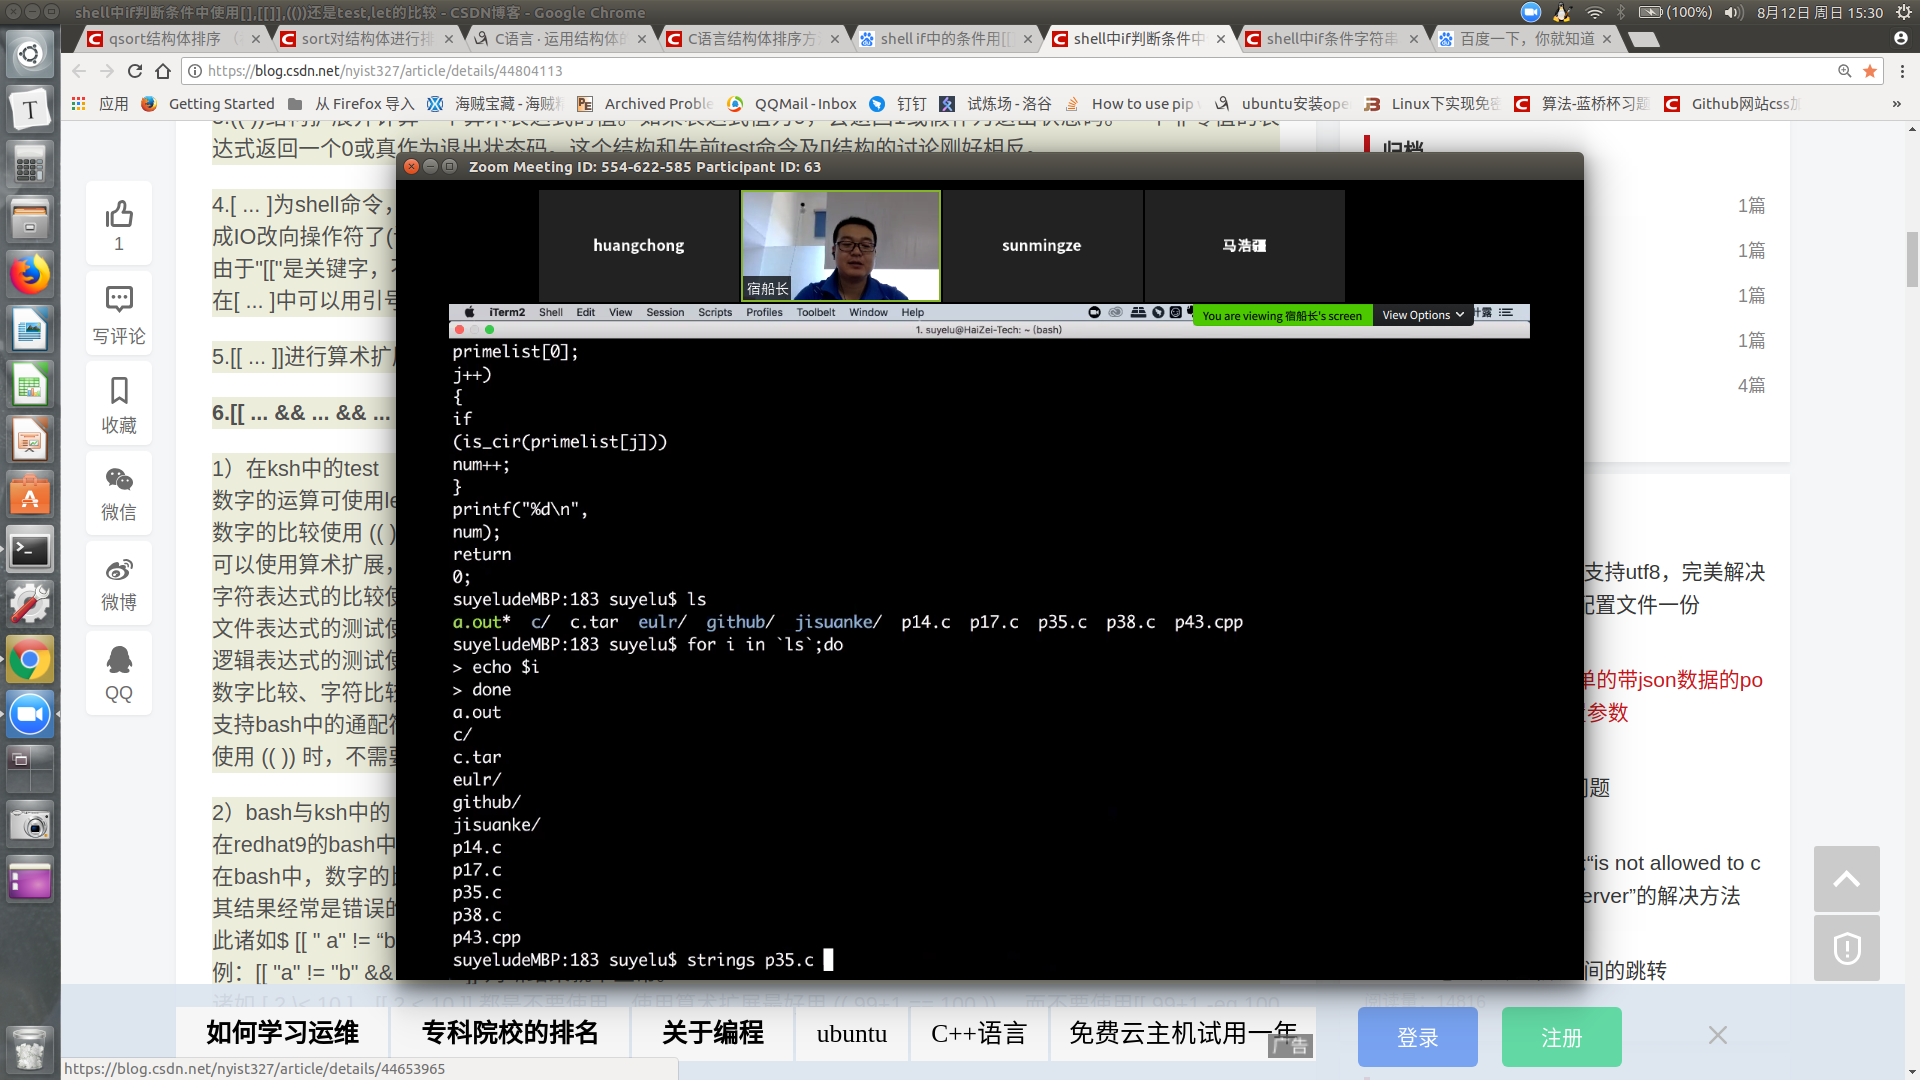 shell中if判断条件中使用[],[[]],(())还是test,let的比较 - CSDN博客 - Google Chrome
(100%)
8月12日 周日 15:30
qsort结构体排序
sort对结构体进行排
C语言 · 运用结构体的
C语言结构体排序方
shell if中的条件用[[
shell中if判断条件中
shell中if条件字符串
百度一下，你就知道
https://blog.csdn.net/nyist327/article/details/44804113
应用
Getting Started
从 Firefox 导入
海贼宝藏 - 海贼
Archived Proble
QQMail - Inbox
钉钉
试炼场 - 洛谷
How to use pip
ubuntu安装ope
Linux下实现免密
算法-蓝桥杯习题
Github网站css加
»
达式返回一个0或真作为退出状态码。这个结构和先前test命令及[]结构的讨论刚好相反。
归档
1篇
1篇
1篇
1篇
4篇
1
写评论
收藏
微信
微博
QQ
4.[ ... ]为shell命令，
成IO改向操作符了(
由于"[["是关键字，
在[ ... ]中可以用引号
5.[[ ... ]]进行算术扩展
6.[[ ... && ... && ...
1）在ksh中的test
数字的运算可使用le
数字的比较使用 (( )
可以使用算术扩展，
字符表达式的比较使
文件表达式的测试使
逻辑表达式的测试使
数字比较、字符比较
支持bash中的通配符
使用 (( )) 时，不需要
2）bash与ksh中的
在redhat9的bash中
在bash中，数字的比
其结果经常是错误的
此诸如$ [[ " a" != “b
例：[[ "a" != "b" &&
Zoom Meeting ID: 554-622-585 Participant ID: 63
huangchong
宿船长
sunmingze
马浩疆
iTerm2 Shell Edit View Session Scripts Profiles Toolbelt Window Help
You are viewing 宿船长's screen
View Options
1. suyelu@HaiZei-Tech: ~ (bash)
primelist[0];
j++)
{
if
(is_cir(primelist[j]))
num++;
}
printf("%d\n",
num);
return
0;
suyeludeMBP:183 suyelu$ ls
a.out* c/ c.tar eulr/ github/ jisuanke/ p14.c p17.c p35.c p38.c p43.cpp
suyeludeMBP:183 suyelu$ for i in `ls`;do
> echo $i
> done
a.out
c/
c.tar
eulr/
github/
jisuanke/
p14.c
p17.c
p35.c
p38.c
p43.cpp
suyeludeMBP:183 suyelu$ strings p35.c
支持utf8，完美解决
配置文件一份
单的带json数据的po
参数
问题
“is not allowed to c
erver”的解决方法
间的跳转
如何学习运维
专科院校的排名
关于编程
ubuntu
C++语言
免费云主机试用一年
广告
登录
注册
https://blog.csdn.net/nyist327/article/details/44653965